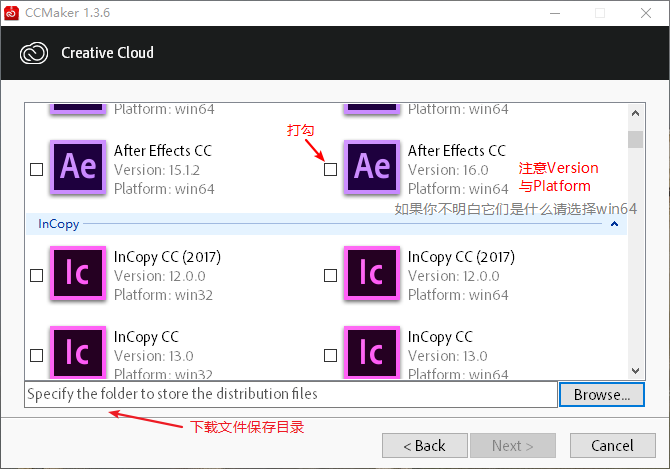 CCMaker 1.3.6
Creative Cloud
Platform: win64
Platform: win64
打勾
Ae
After Effects CC
Version: 15.1.2
Platform: win64
Ae
After Effects CC
Version: 16.0
Platform: win64
注意Version
与Platform
如果你不明白它们是什么请选择win64
InCopy
Ic
InCopy CC (2017)
Version: 12.0.0
Platform: win32
Ic
InCopy CC (2017)
Version: 12.0.0
Platform: win64
Ic
InCopy CC
Version: 13.0
Platform: win32
Ic
InCopy CC
Version: 13.0
Platform: win64
Specify the folder to store the distribution files
Browse...
下载文件保存目录
< Back
Next >
Cancel